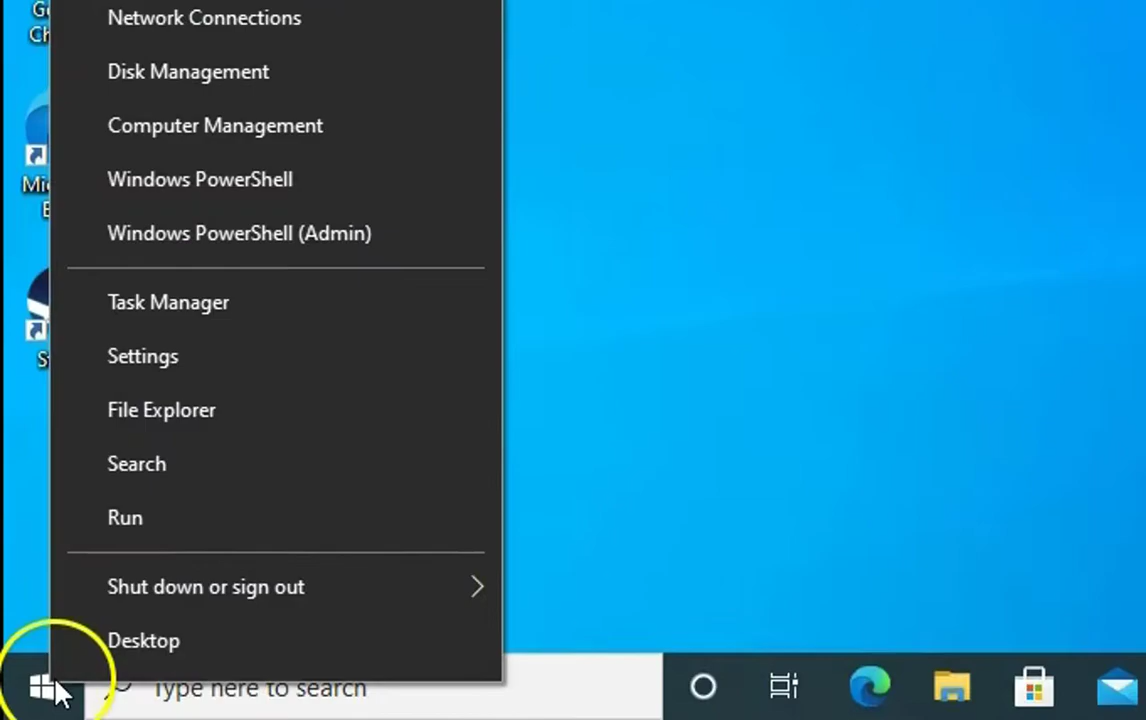 Network Connections
Disk Management
Computer Management
Windows PowerShell
Windows PowerShell (Admin)
Task Manager
Settings
File Explorer
Search
Run
Shut down or sign out
Desktop
Type here to search